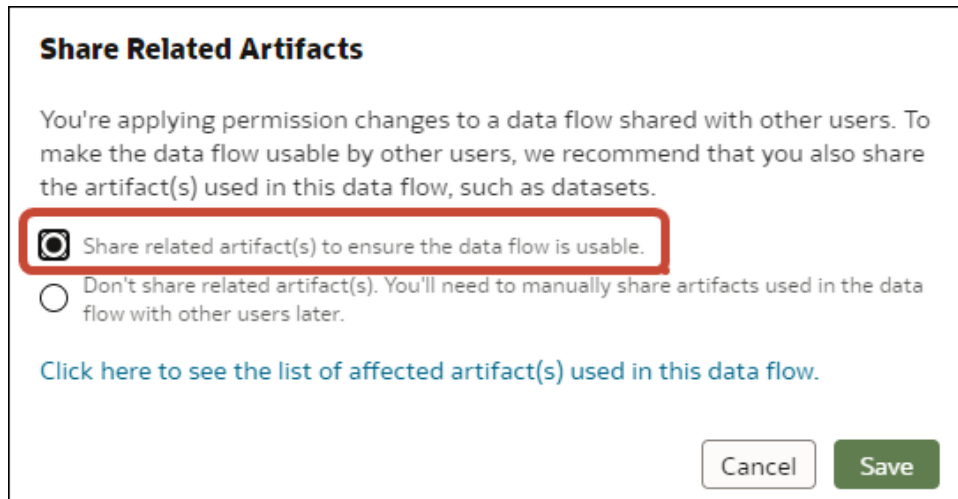 Share Related Artifacts
You're applying permission changes to a data flow shared with other users. To
make the data flow usable by other users, we recommend that you also share
the artifact(s) used in this data flow, such as datasets.
Share related artifact(s) to ensure the data flow is usable.
Don't share related artifact(s). You'll need to manually share artifacts used in the data
flow with other users later.
Click here to see the list of affected artifact(s) used in this data flow.
Cancel Save